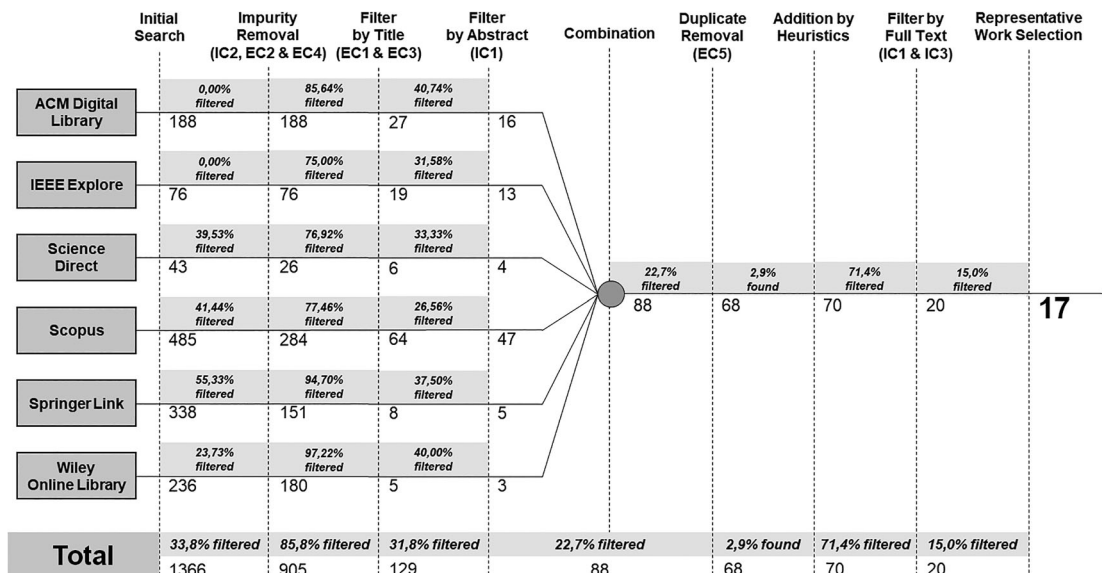 Initial
Search
Impurity
Removal
(IC2, EC2 & EC4)
Filter
by Title
(EC1 & EC3)
Filter
by Abstract
(IC1)
Combination
Duplicate
Removal
(EC5)
Addition by
Heuristics
Filter by
Full Text
(IC1 & IC3)
Representative
Work Selection
ACM Digital
Library
0,00%
filtered
85,64%
filtered
40,74%
filtered
188 188 27 16
IEEE Explore
0,00%
filtered
75,00%
filtered
31,58%
filtered
76 76 19 13
Science
Direct
39,53%
filtered
76,92%
filtered
33,33%
filtered
43 26 6 4
Scopus
41,44%
filtered
77,46%
filtered
26,56%
filtered
485 284 64 47
Springer Link
55,33%
filtered
94,70%
filtered
37,50%
filtered
338 151 8 5
Wiley
Online Library
23,73%
filtered
97,22%
filtered
40,00%
filtered
236 180 5 3
22,7%
filtered
2,9%
found
71,4%
filtered
15,0%
filtered
88 68 70 20 17
Total
33,8% filtered 85,8% filtered 31,8% filtered 22,7% filtered 2,9% found 71,4% filtered 15,0% filtered
1366 905 129 88 68 70 20